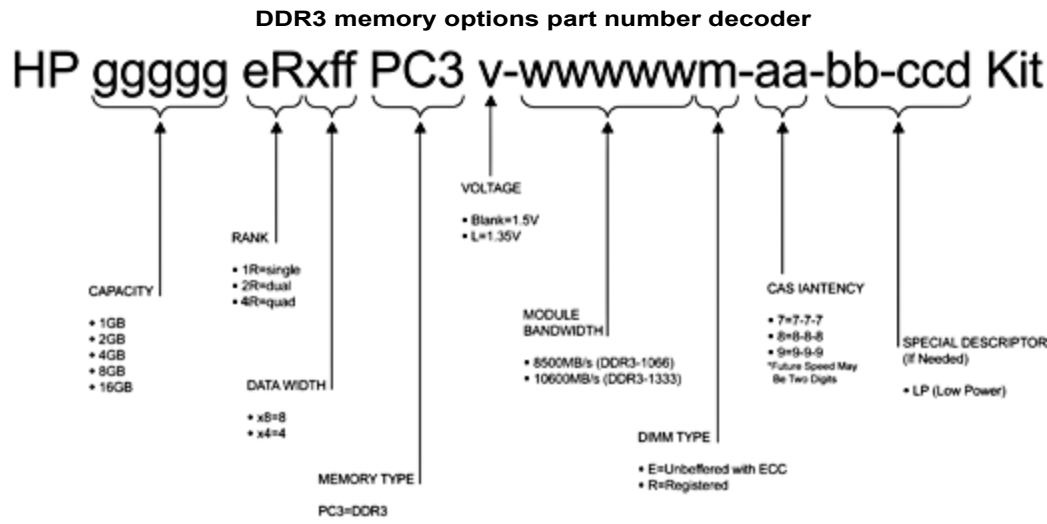 DDR3 memory options part number decoder
HP ggggg eRxff PC3 v-wwwwwm-aa-bb-ccd Kit
VOLTAGE
▪ Blank=1.5V
▪ L=1.35V
RANK
▪ 1R=single
▪ 2R=dual
▪ 4R=quad
CAPACITY
+ 1GB
+ 2GB
+ 4GB
+ 8GB
+ 16GB
CAS IANTENCY
▪ 7=7-7-7
▪ 8=8-8-8
▪ 9=9-9-9
*Future Speed May
Be Two Digits
MODULE
BANDWIDTH
▪ 8500MB/s (DDR3-1066)
▪ 10600MB/s (DDR3-1333)
SPECIAL DESCRIPTOR
(If Needed)
▪ LP (Low Power)
DATA WIDTH
+ x8=8
+ x4=4
DIMM TYPE
▪ E=Unbeffered with ECC
▪ R=Registered
MEMORY TYPE
PC3=DDR3